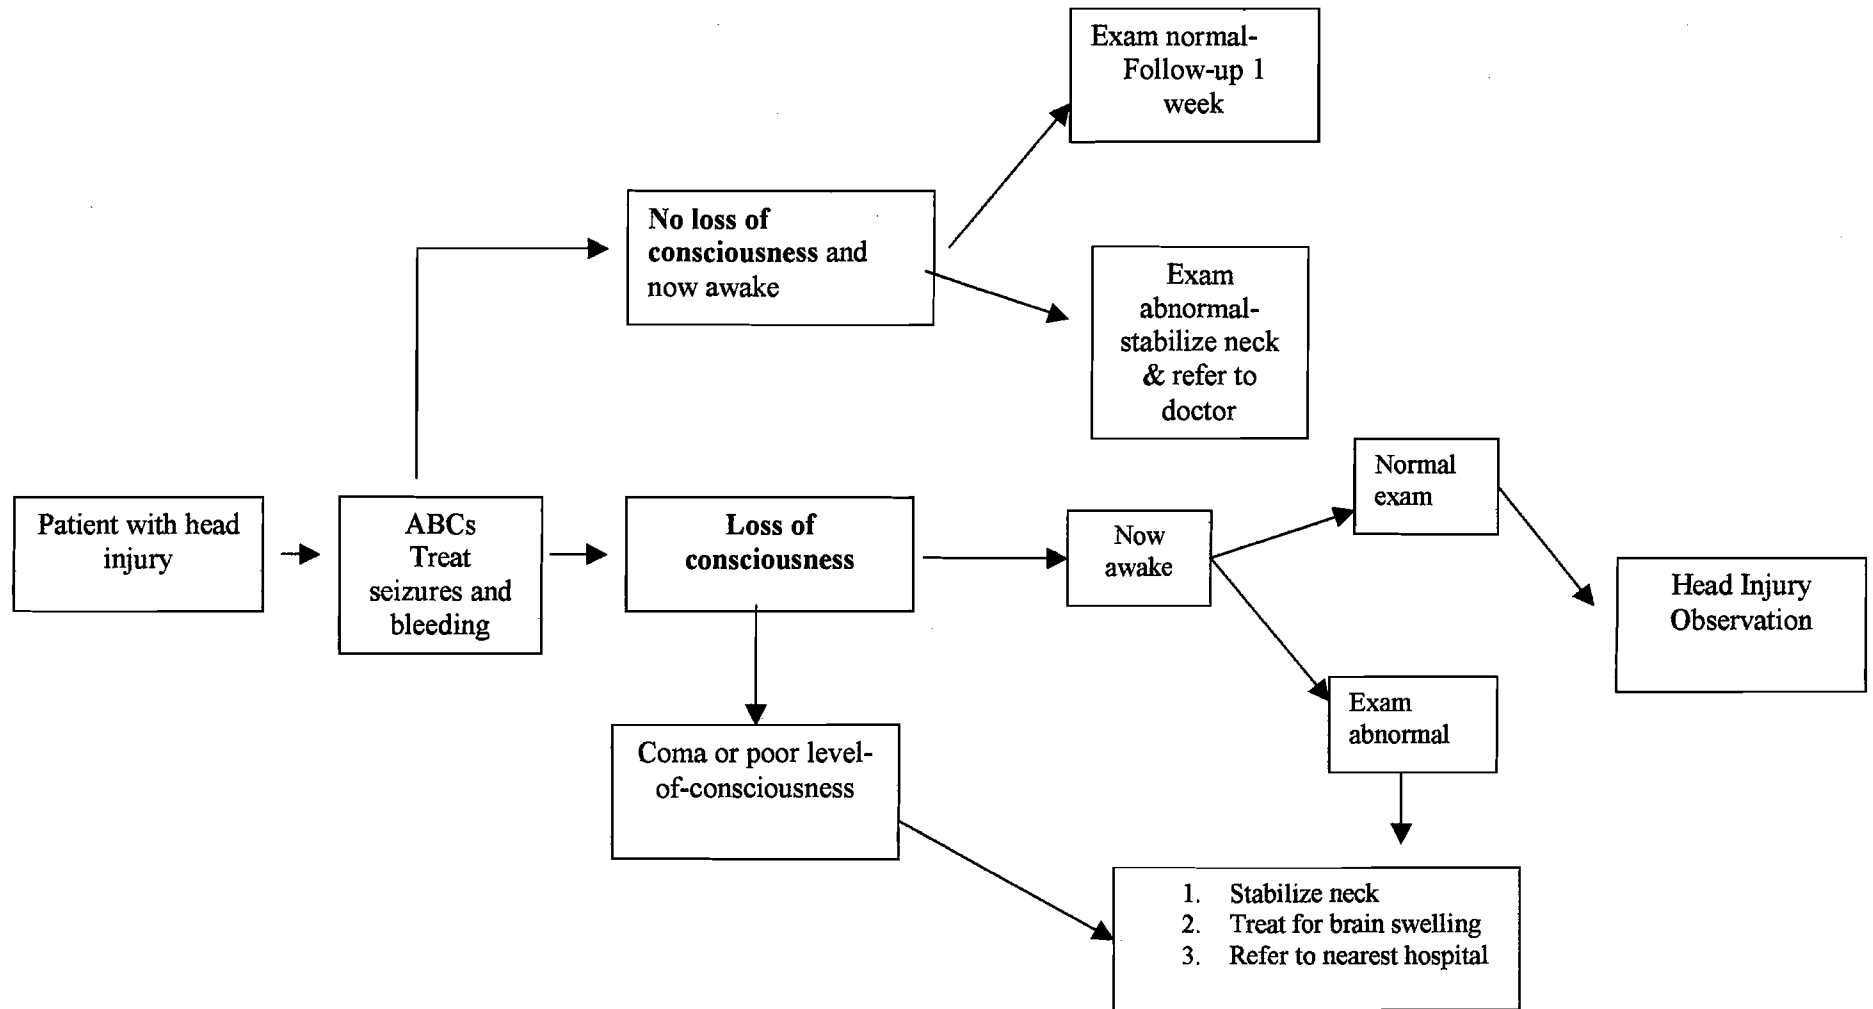 Exam normal-
Follow-up 1
week
No loss of
consciousness and
now awake
Exam
abnormal-
stabilize neck
& refer to
doctor
Patient with head
injury
ABCs
Treat
seizures and
bleeding
Loss of
consciousness
Now
awake
Normal
exam
Head Injury
Observation
Exam
abnormal
Coma or poor level-
of-consciousness
1. Stabilize neck
2. Treat for brain swelling
3. Refer to nearest hospital